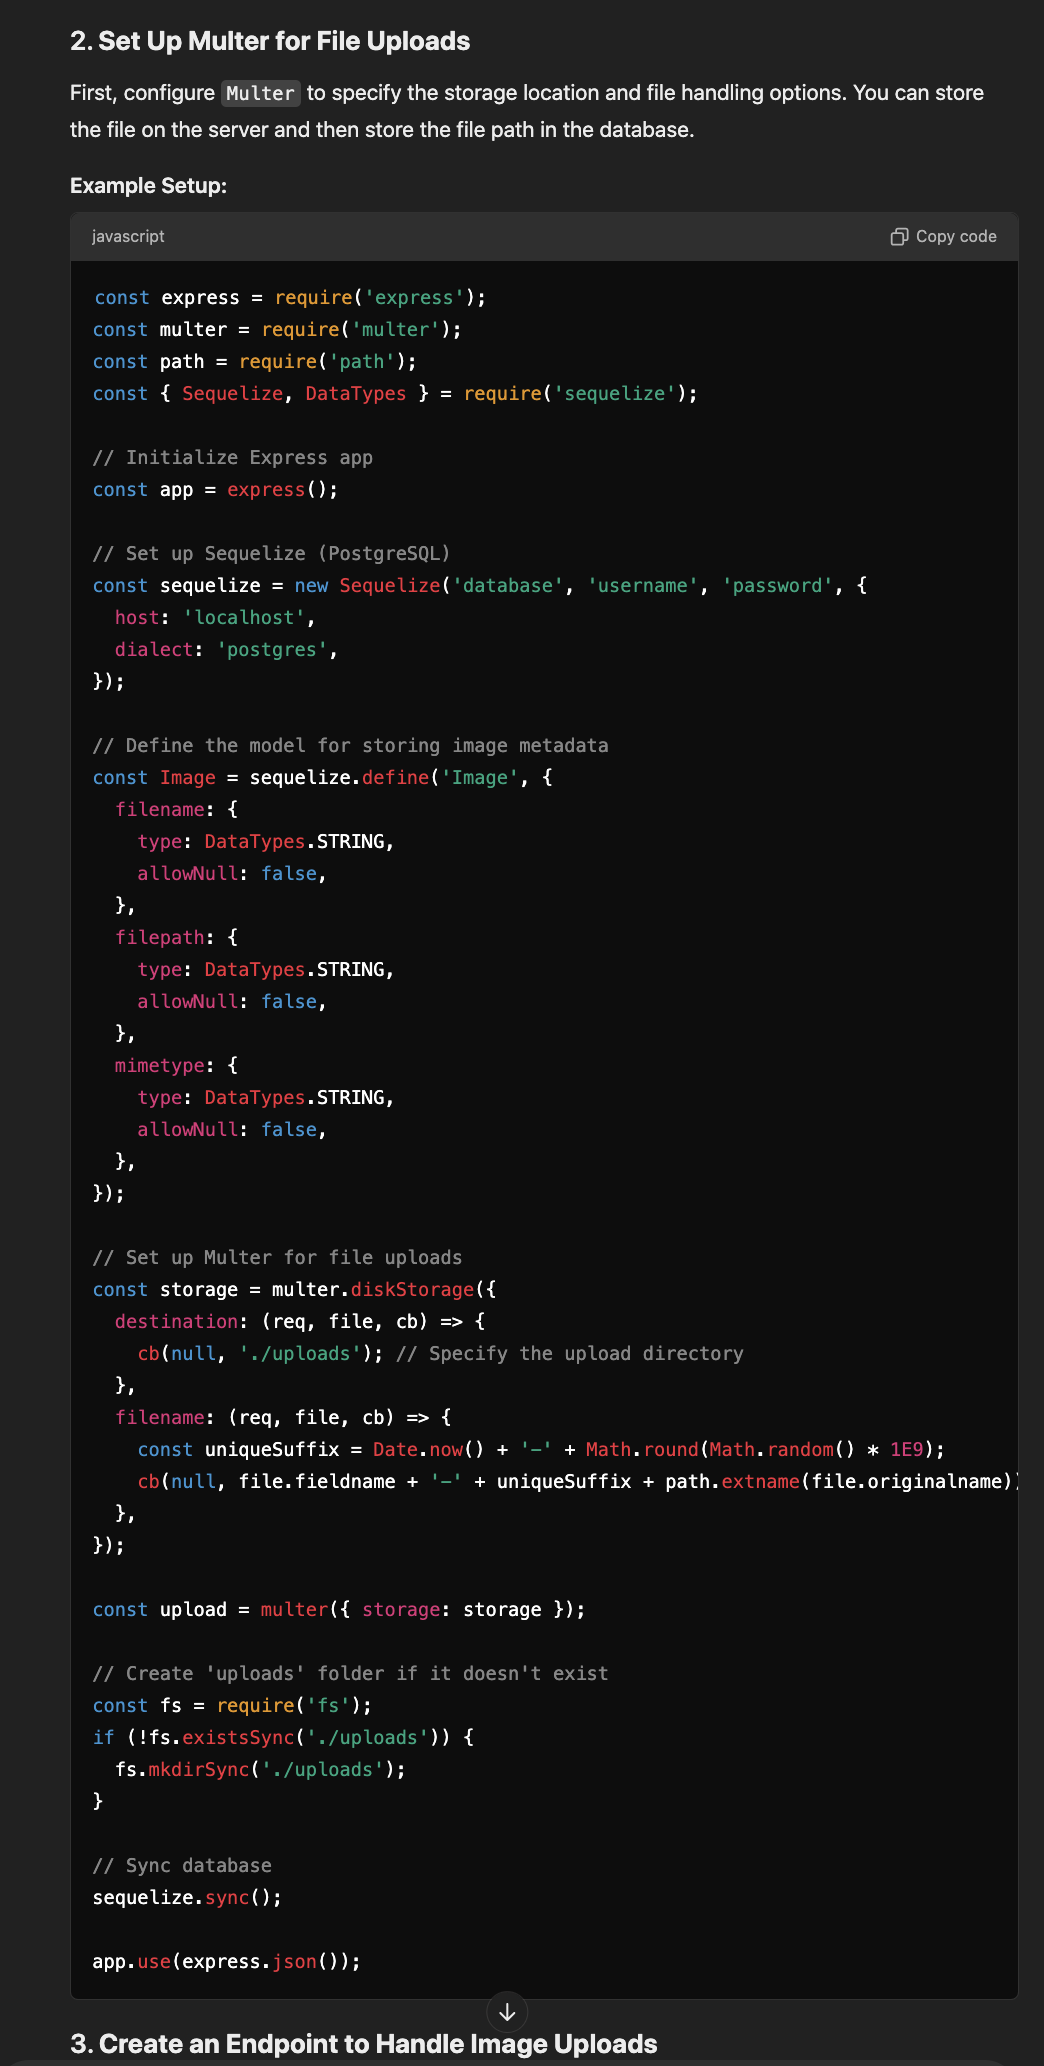 2. Set Up Multer for File Uploads
First, configure Multer to specify the storage location and file handling options. You can store
the file on the server and then store the file path in the database.
Example Setup:
javascript
Copy code
const express = require('express');
const multer = require('multer');
const path = require('path');
const { Sequelize, DataTypes } = require('sequelize');
// Initialize Express app
const app = express();
// Set up Sequelize (PostgreSQL)
const sequelize = new Sequelize('database', 'username', 'password', {
  host: 'localhost',
  dialect: 'postgres',
});
// Define the model for storing image metadata
const Image = sequelize.define('Image', {
  filename: {
    type: DataTypes.STRING,
    allowNull: false,
  },
  filepath: {
    type: DataTypes.STRING,
    allowNull: false,
  },
  mimetype: {
    type: DataTypes.STRING,
    allowNull: false,
  },
});
// Set up Multer for file uploads
const storage = multer.diskStorage({
  destination: (req, file, cb) => {
    cb(null, './uploads'); // Specify the upload directory
  },
  filename: (req, file, cb) => {
    const uniqueSuffix = Date.now() + '-' + Math.round(Math.random() * 1E9);
    cb(null, file.fieldname + '-' + uniqueSuffix + path.extname(file.originalname))
  },
});
const upload = multer({ storage: storage });
// Create 'uploads' folder if it doesn't exist
const fs = require('fs');
if (!fs.existsSync('./uploads')) {
  fs.mkdirSync('./uploads');
}
// Sync database
sequelize.sync();
app.use(express.json());
3. Create an Endpoint to Handle Image Uploads